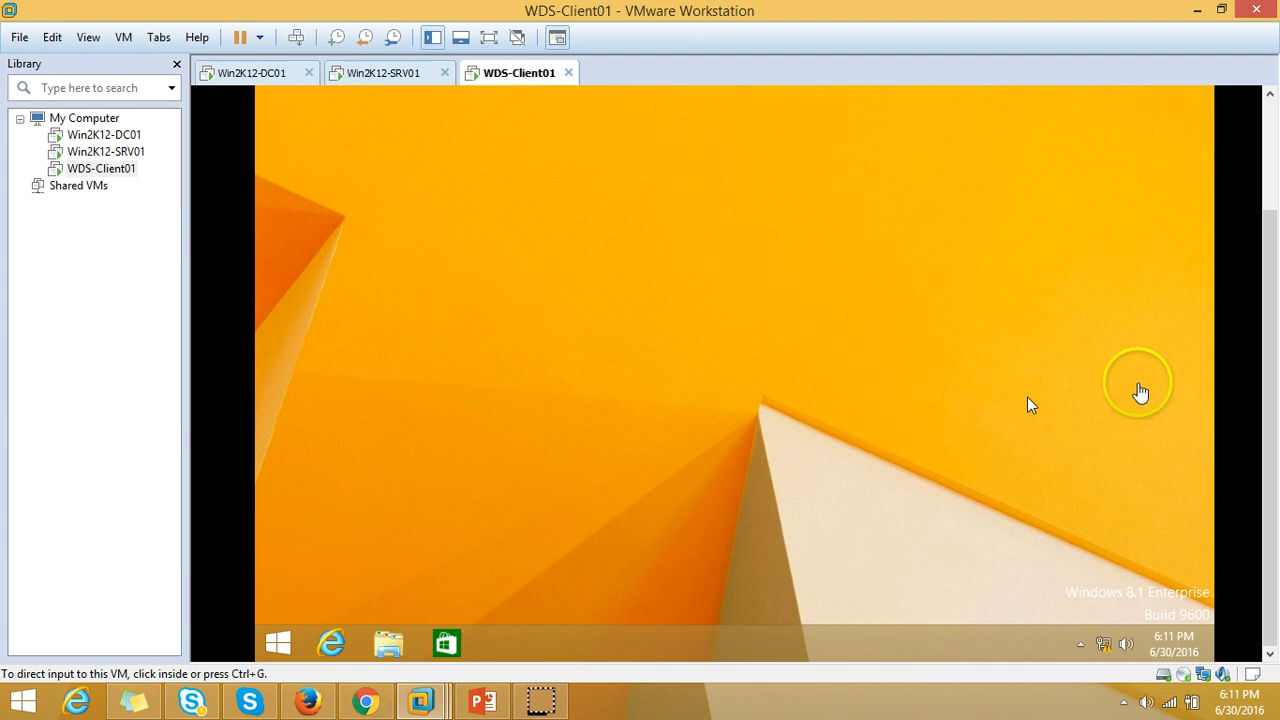 WDS-Client01 - VMware Workstation
File Edit View VM Tabs Help
Library
Win2K12-DC01 Win2K12-SRV01 WDS-Client01
Type here to search
My Computer
Win2K12-DC01
Win2K12-SRV01
WDS-Client01
Shared VMs
Windows 8.1 Enterprise
Build 9600
6:11 PM
6/30/2016
To direct input to this VM, click inside or press Ctrl+G.
6:11 PM
6/30/2016